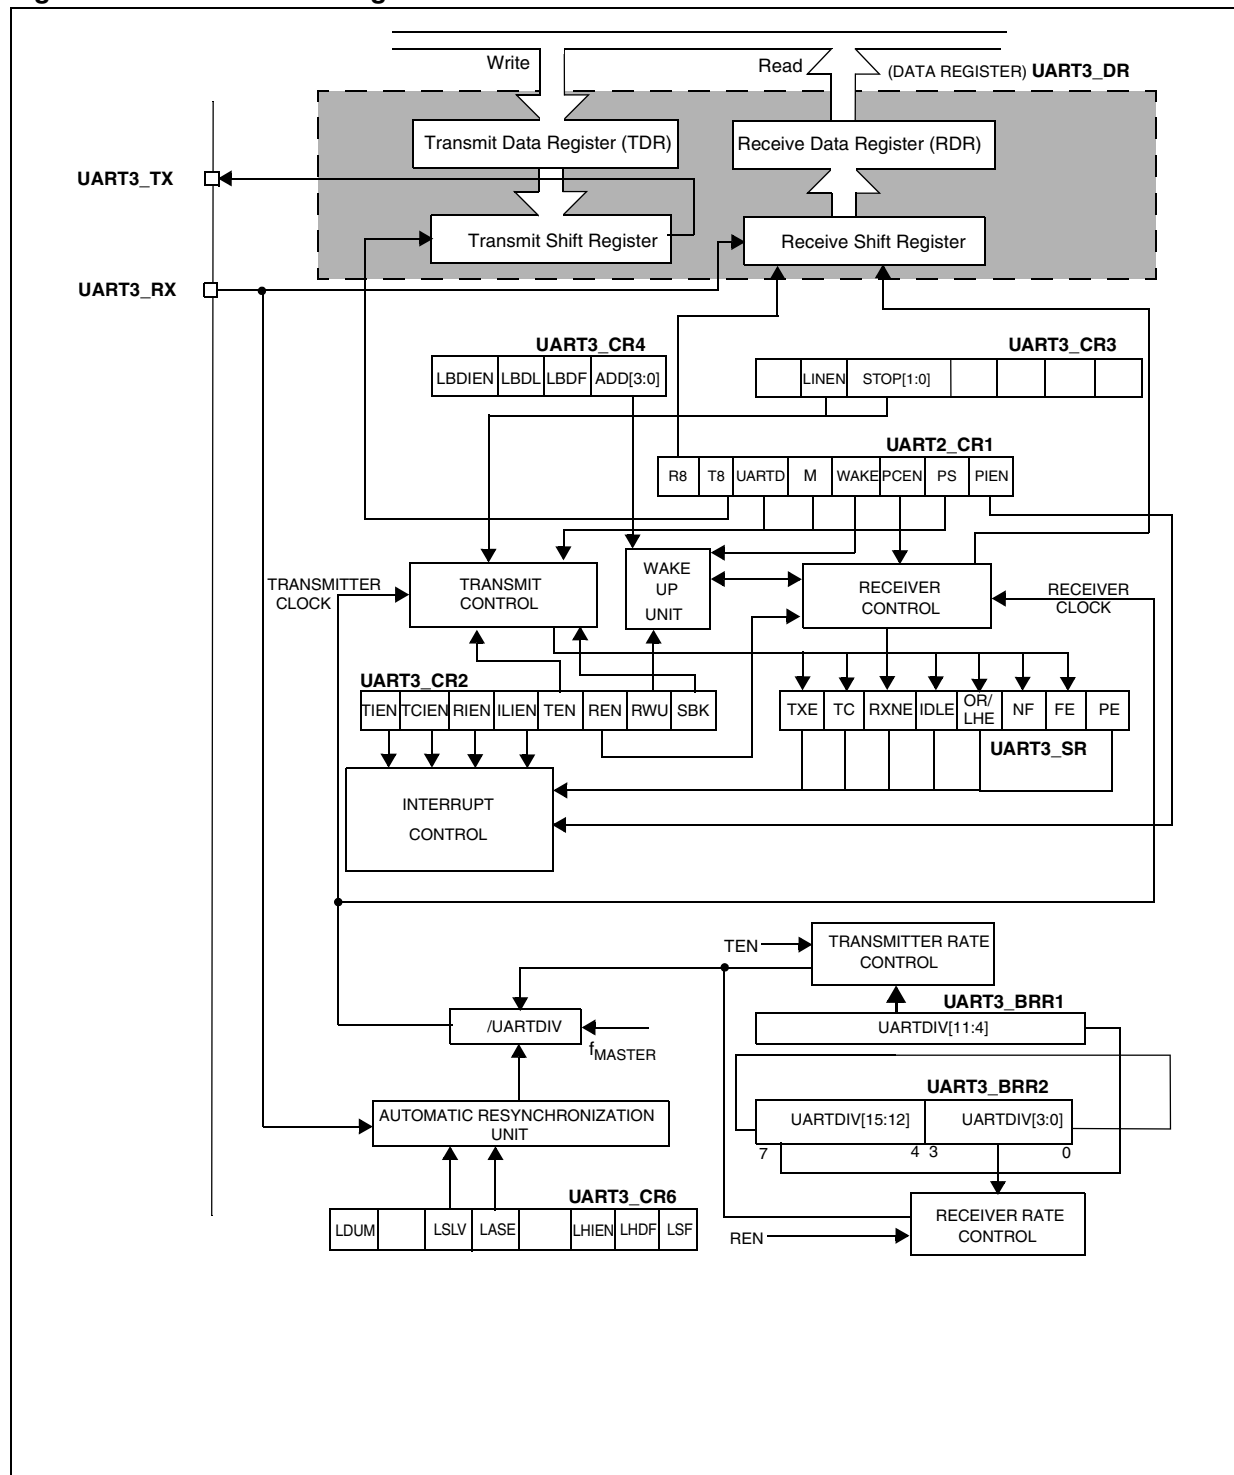 Write
Read
(DATA REGISTER) UART3_DR
Transmit Data Register (TDR)
Receive Data Register (RDR)
UART3_TX
Transmit Shift Register
Receive Shift Register
UART3_RX
UART3_CR4
UART3_CR3
LBDIEN LBDL LBDF ADD[3:0]
LINEN STOP[1:0]
UART2_CR1
R8 T8 UARTD M WAKE PCEN PS PIEN
TRANSMITTER
CLOCK
TRANSMIT
CONTROL
WAKE
UP
UNIT
RECEIVER
CONTROL
RECEIVER
CLOCK
UART3_CR2
TIEN TCIEN RIEN ILIEN TEN REN RWU SBK
TXE TC RXNE IDLE OR/
LHE NF FE PE
UART3_SR
INTERRUPT
CONTROL
TEN
TRANSMITTER RATE
CONTROL
UART3_BRR1
UARTDIV[11:4]
/UARTDIV
fMASTER
UART3_BRR2
UARTDIV[15:12] UARTDIV[3:0]
7 4 3 0
AUTOMATIC RESYNCHRONIZATION
UNIT
UART3_CR6
LDUM LSLV LASE LHIEN LHDF LSF
REN
RECEIVER RATE
CONTROL